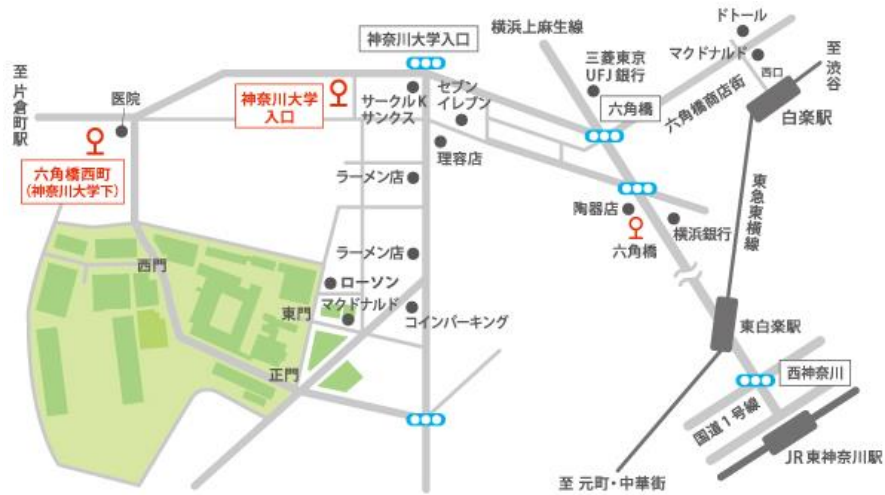 ドトール
横浜上麻生線
マクドナルド
至 渋谷
神奈川大学入口
三菱東京
UFJ銀行
西口
至 片倉町駅
医院
神奈川大学
入口
サークルK
サンクス
セブン
イレブン
六角橋
六角橋商店街
白楽駅
理容店
六角橋西町
(神奈川大学下)
ラーメン店
陶器店
東急東横線
六角橋
横浜銀行
西門
ラーメン店
ローソン
マクドナルド
東門
コインパーキング
東白楽駅
正門
西神奈川
国道1号線
JR東神奈川駅
至 元町・中華街